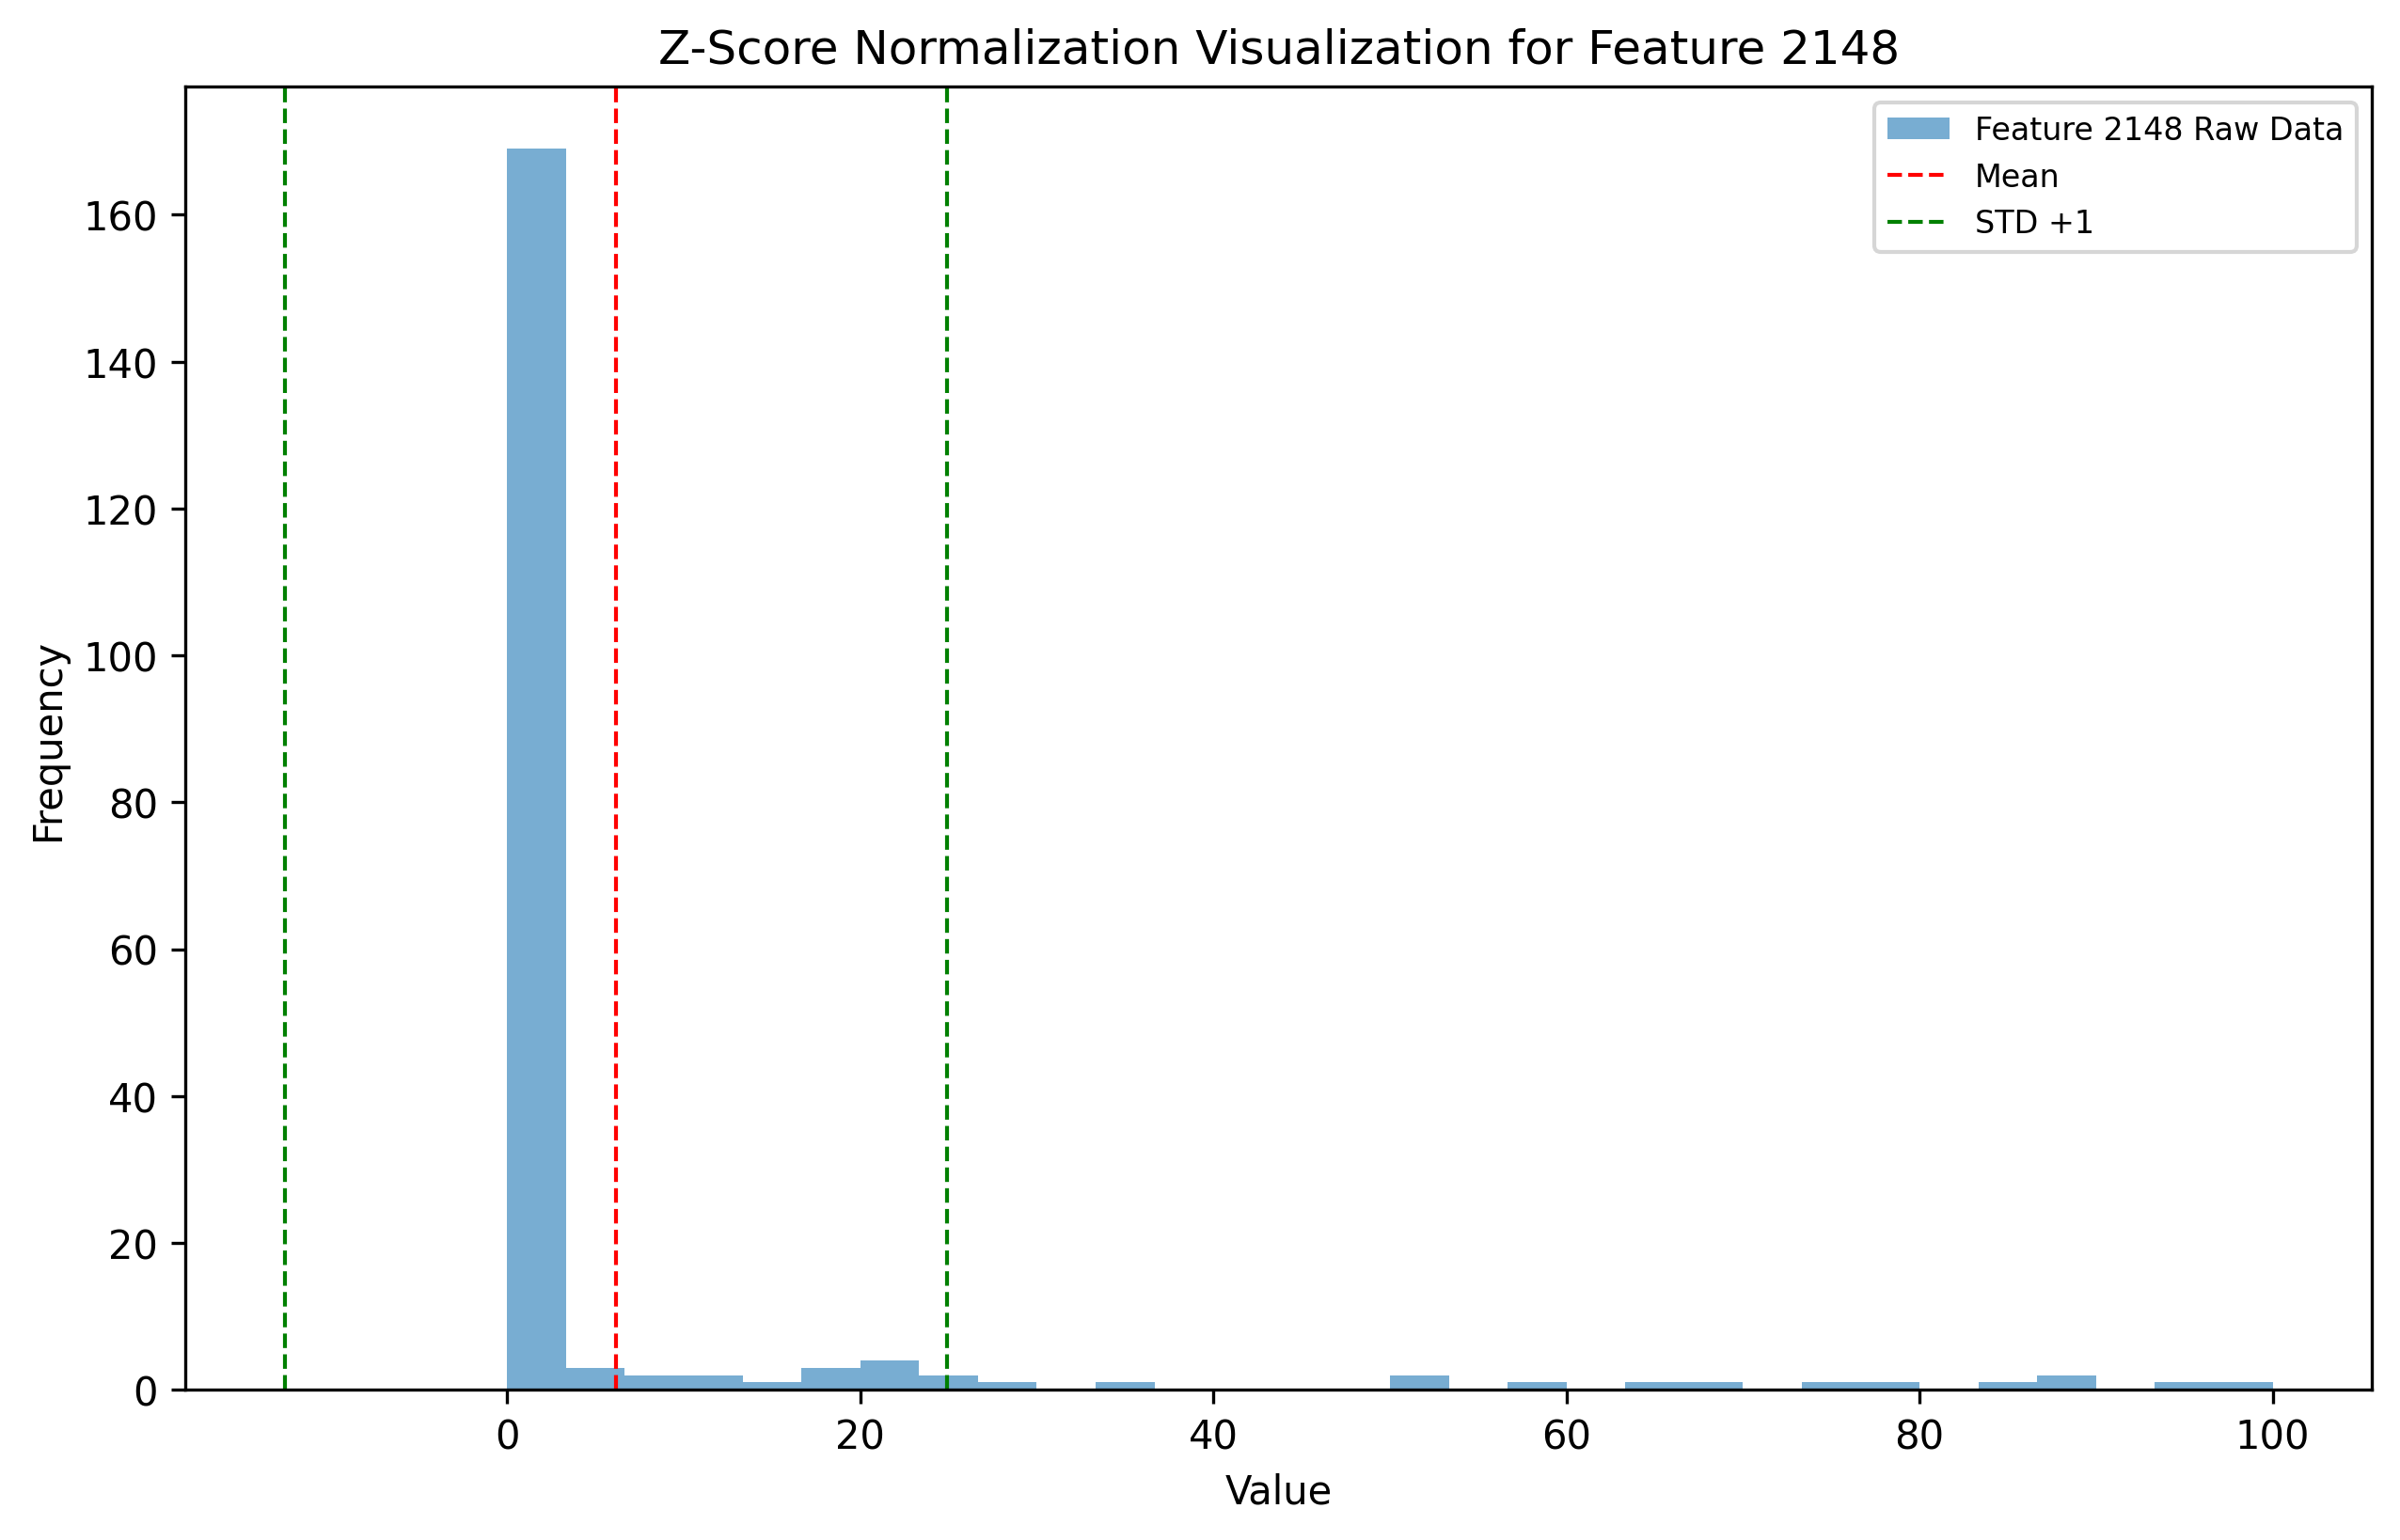 Z-Score Normalization Visualization for Feature 2148
Feature 2148 Raw Data
Mean
STD +1
Frequency
160
140
120
100
80
60
40
20
0
0 20 40 60 80 100
Value